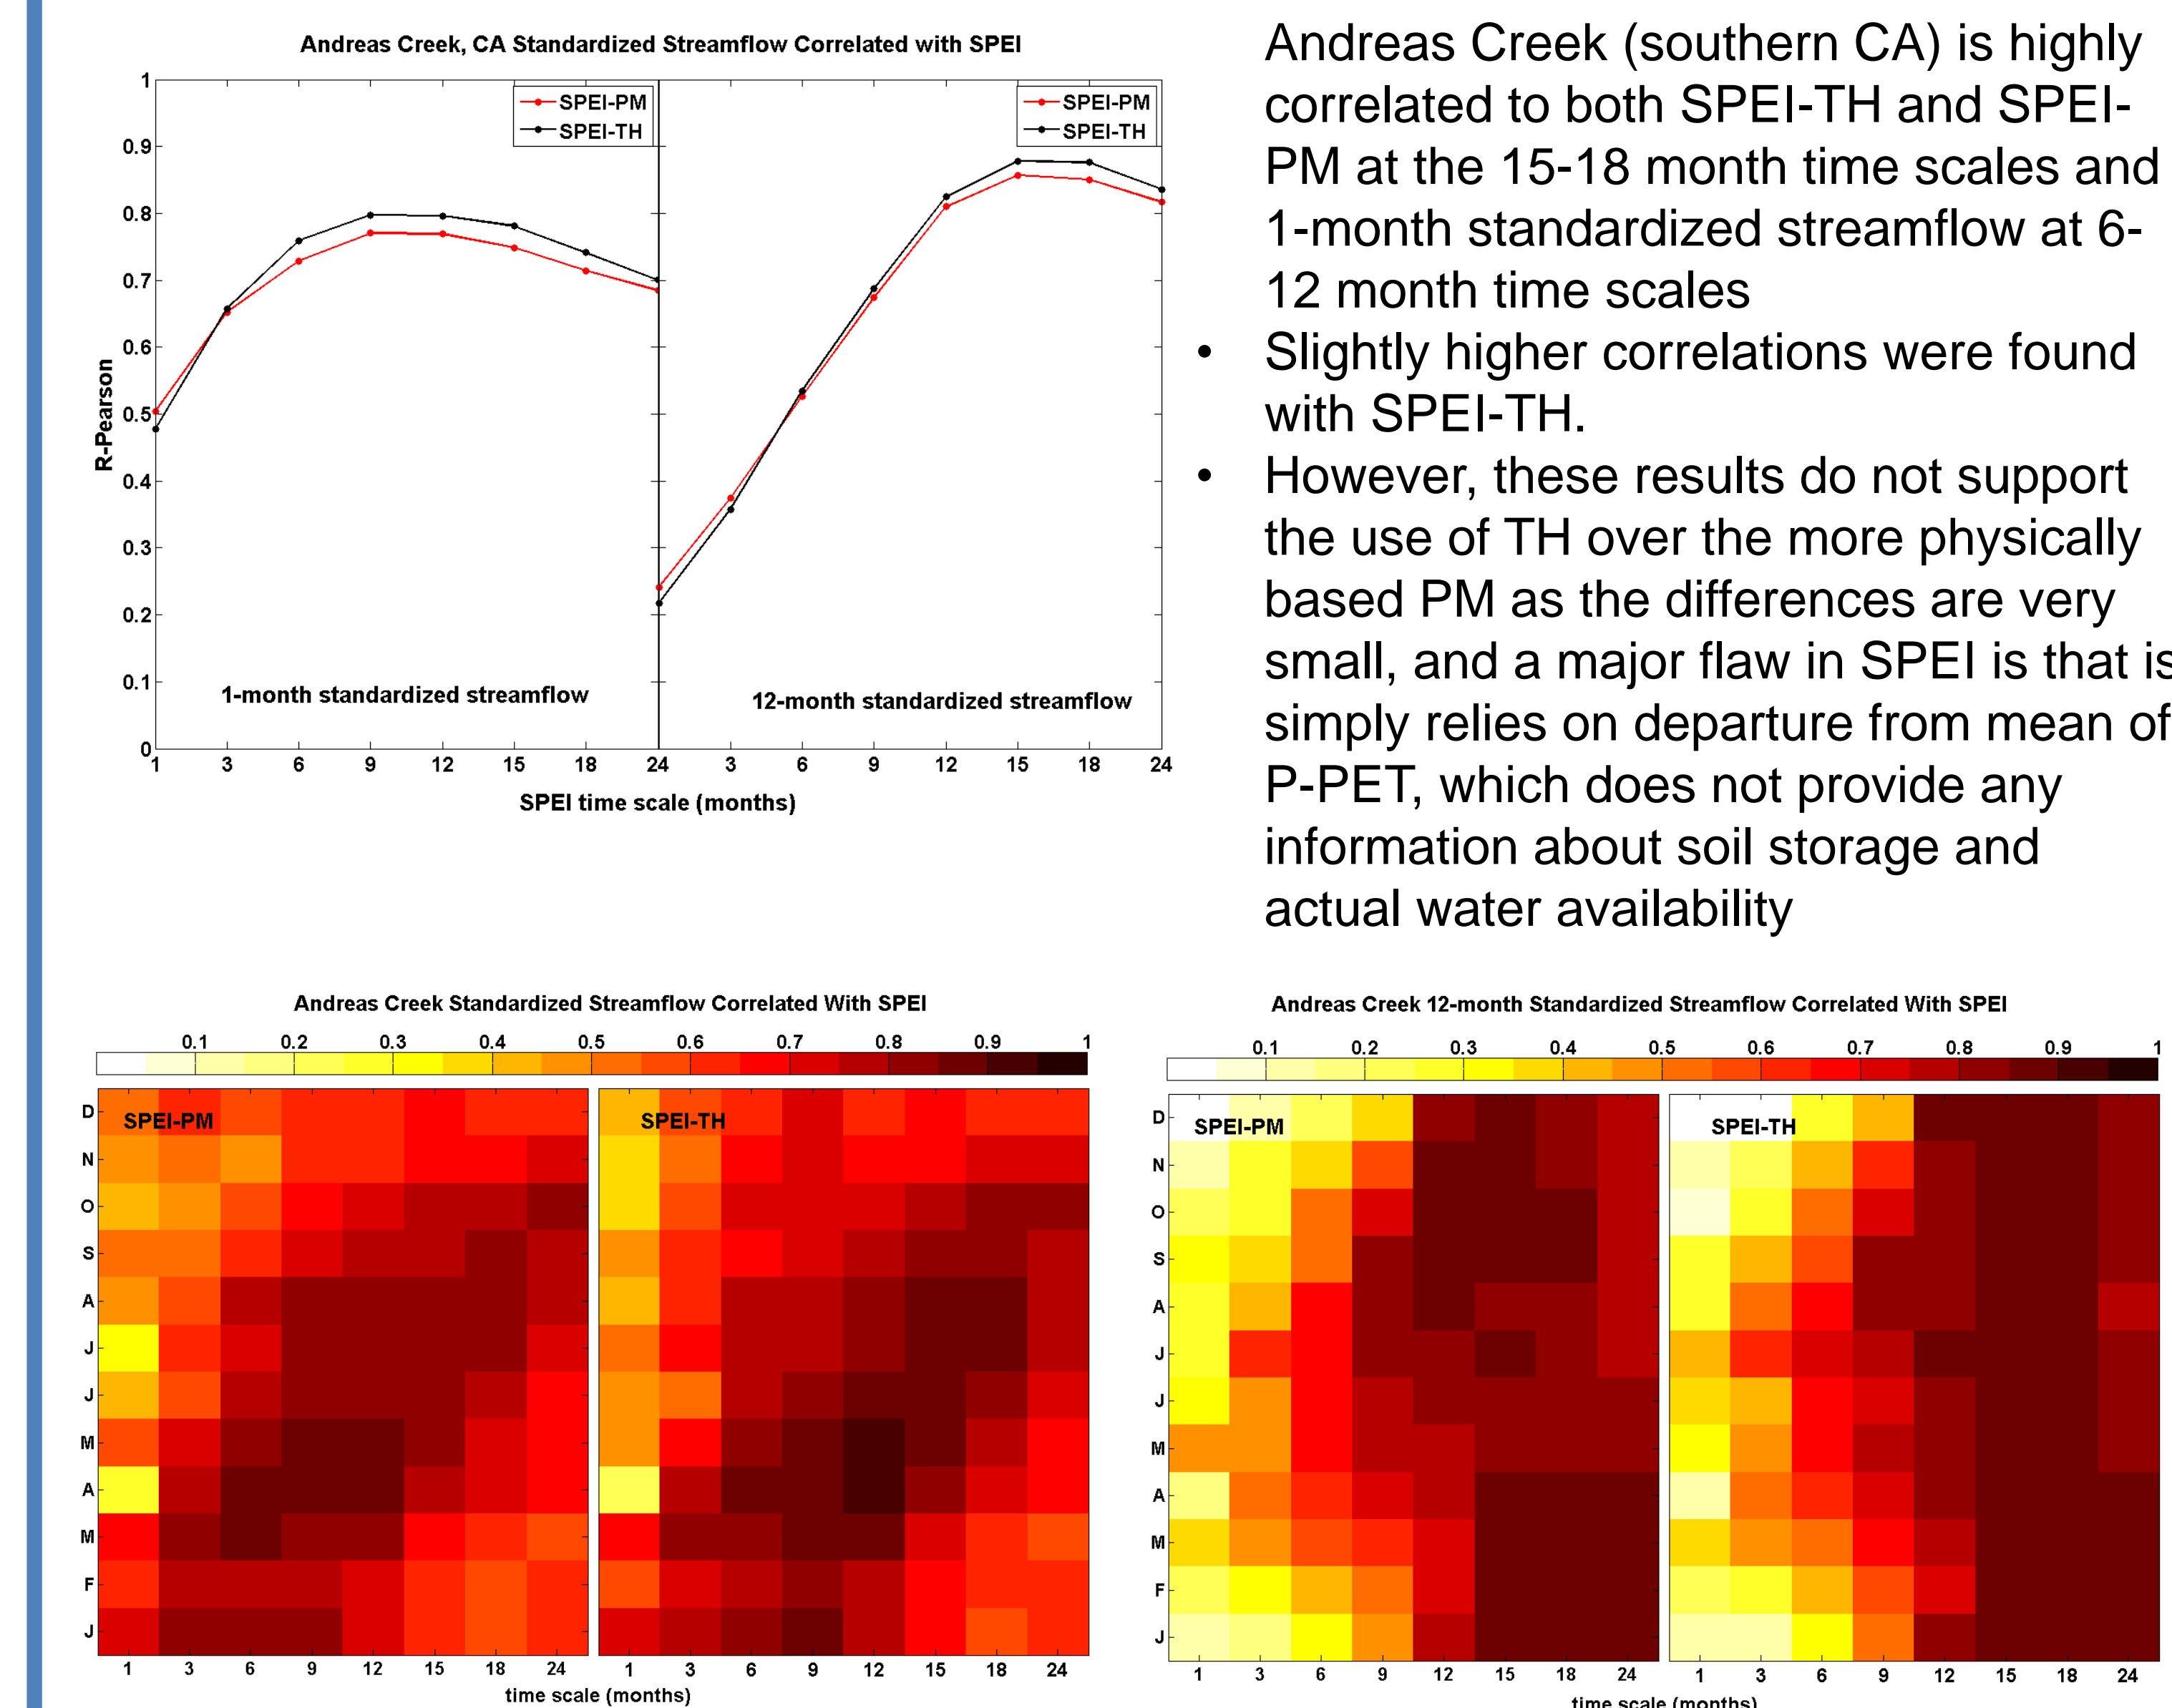 Andreas Creek, CA Standardized Streamflow Correlated with SPEI
SPEI-PM
SPEI-TH
SPEI-PM
SPEI-TH
1
0.9
0.8
0.7
0.6
0.5
0.4
0.3
0.2
0.1
0
R-Pearson
1-month standardized streamflow
12-month standardized streamflow
1 3 6 9 12 15 18 24 3 6 9 12 15 18 24
SPEI time scale (months)
Andreas Creek (southern CA) is highly
correlated to both SPEI-TH and SPEI-
PM at the 15-18 month time scales and
1-month standardized streamflow at 6-
12 month time scales
• Slightly higher correlations were found
with SPEI-TH.
• However, these results do not support
the use of TH over the more physically
based PM as the differences are very
small, and a major flaw in SPEI is that is
simply relies on departure from mean of
P-PET, which does not provide any
information about soil storage and
actual water availability
Andreas Creek Standardized Streamflow Correlated With SPEI
0.1 0.2 0.3 0.4 0.5 0.6 0.7 0.8 0.9 1
SPEI-PM
SPEI-TH
D
N
O
S
A
J
J
M
A
M
F
J
1 3 6 9 12 15 18 24
1 3 6 9 12 15 18 24
time scale (months)
Andreas Creek 12-month Standardized Streamflow Correlated With SPEI
0.1 0.2 0.3 0.4 0.5 0.6 0.7 0.8 0.9 1
SPEI-PM
SPEI-TH
D
N
O
S
A
J
J
M
A
M
F
J
1 3 6 9 12 15 18 24
1 3 6 9 12 15 18 24
time scale (months)